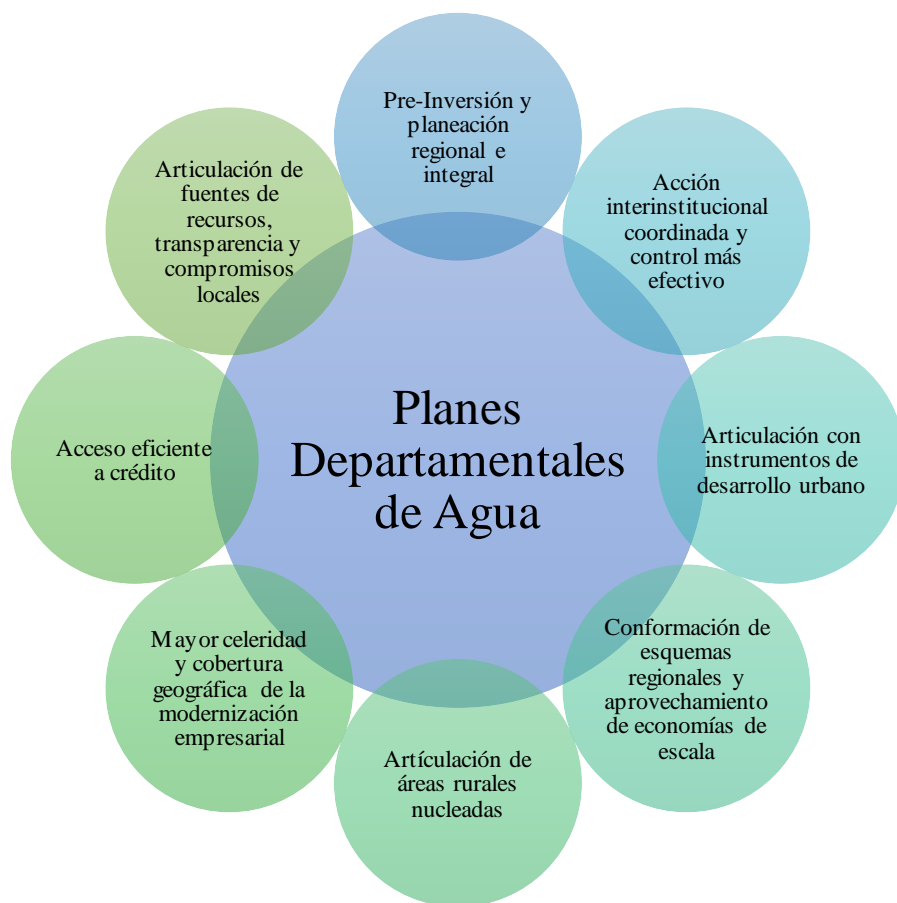 Pre-Inversión y
planeación
regional e
integral
Acción
interinstitucional
coordinada y
control más
efectivo
Articulación con
instrumentos de
desarrollo urbano
Conformación de
esquemas
regionales y
aprovechamiento
de economías de
escala
Artículación de
áreas rurales
nucleadas
Mayor celeridad
y cobertura
geográfica de la
modernización
empresarial
Acceso eficiente
a crédito
Articulación de
fuentes de
recursos,
transparencia y
compromisos
locales
Planes
Departamentales
de Agua